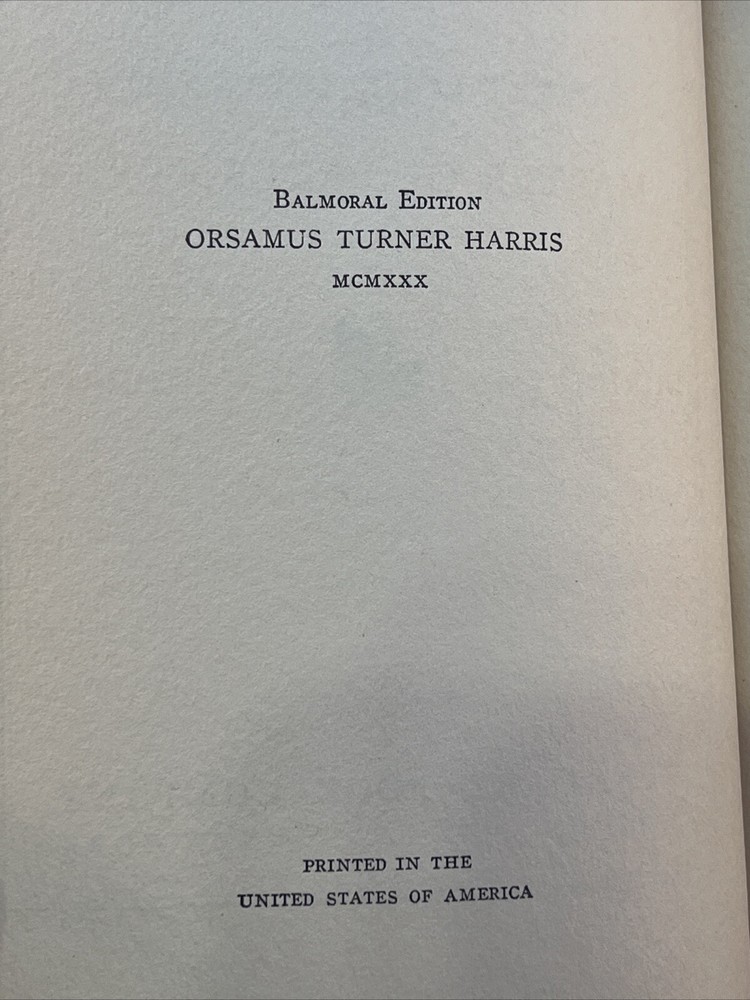 Balmoral Edition
ORSAMUS TURNER HARRIS
MCMXXX
PRINTED IN THE
UNITED STATES OF AMERICA